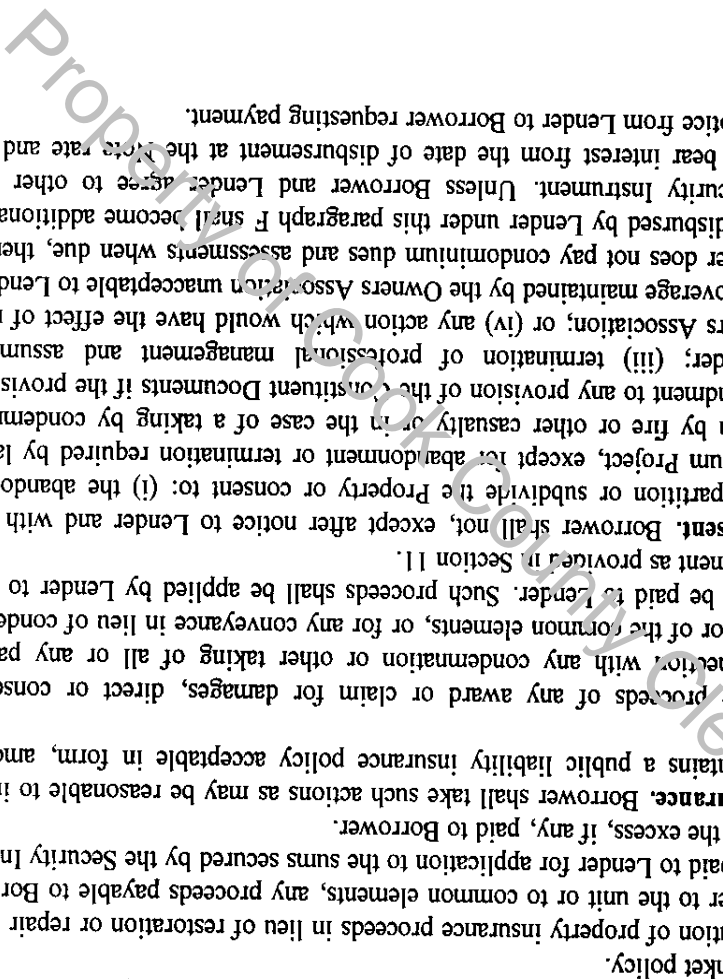 nket policy.
ution of property insurance proceeds in lieu of restoration or repair
er to the unit or to common elements, any proceeds payable to Bor
paid to Lender for application to the sums secured by the Security In
the excess, if any, paid to Borrower.
urance. Borrower shall take such actions as may be reasonable to i
ntains a public liability insurance policy acceptable in form, amo
proceeds of any award or claim for damages, direct or conse
nection with any condemnation or other taking of all or any pa
or of the common elements, or for any conveyance in lieu of conde
be paid to Lender. Such proceeds shall be applied by Lender to
ment as provided in Section 11.
sent. Borrower shall not, except after notice to Lender and with
partition or subdivide the Property or consent to: (i) the abando
um Project, except for abandonment or termination required by la
n by fire or other casualty or in the case of a taking by condemn
ndment to any provision of the Constituent Documents if the provis
der; (iii) termination of professional management and assum
rs Association; or (iv) any action which would have the effect of
overage maintained by the Owners Association unacceptable to Lend
er does not pay condominium dues and assessments when due, then
disbursed by Lender under this paragraph F shall become additiona
curity Instrument. Unless Borrower and Lender agree to other
bear interest from the date of disbursement at the Note rate and
otice from Lender to Borrower requesting payment.
Property of Cook County Cle